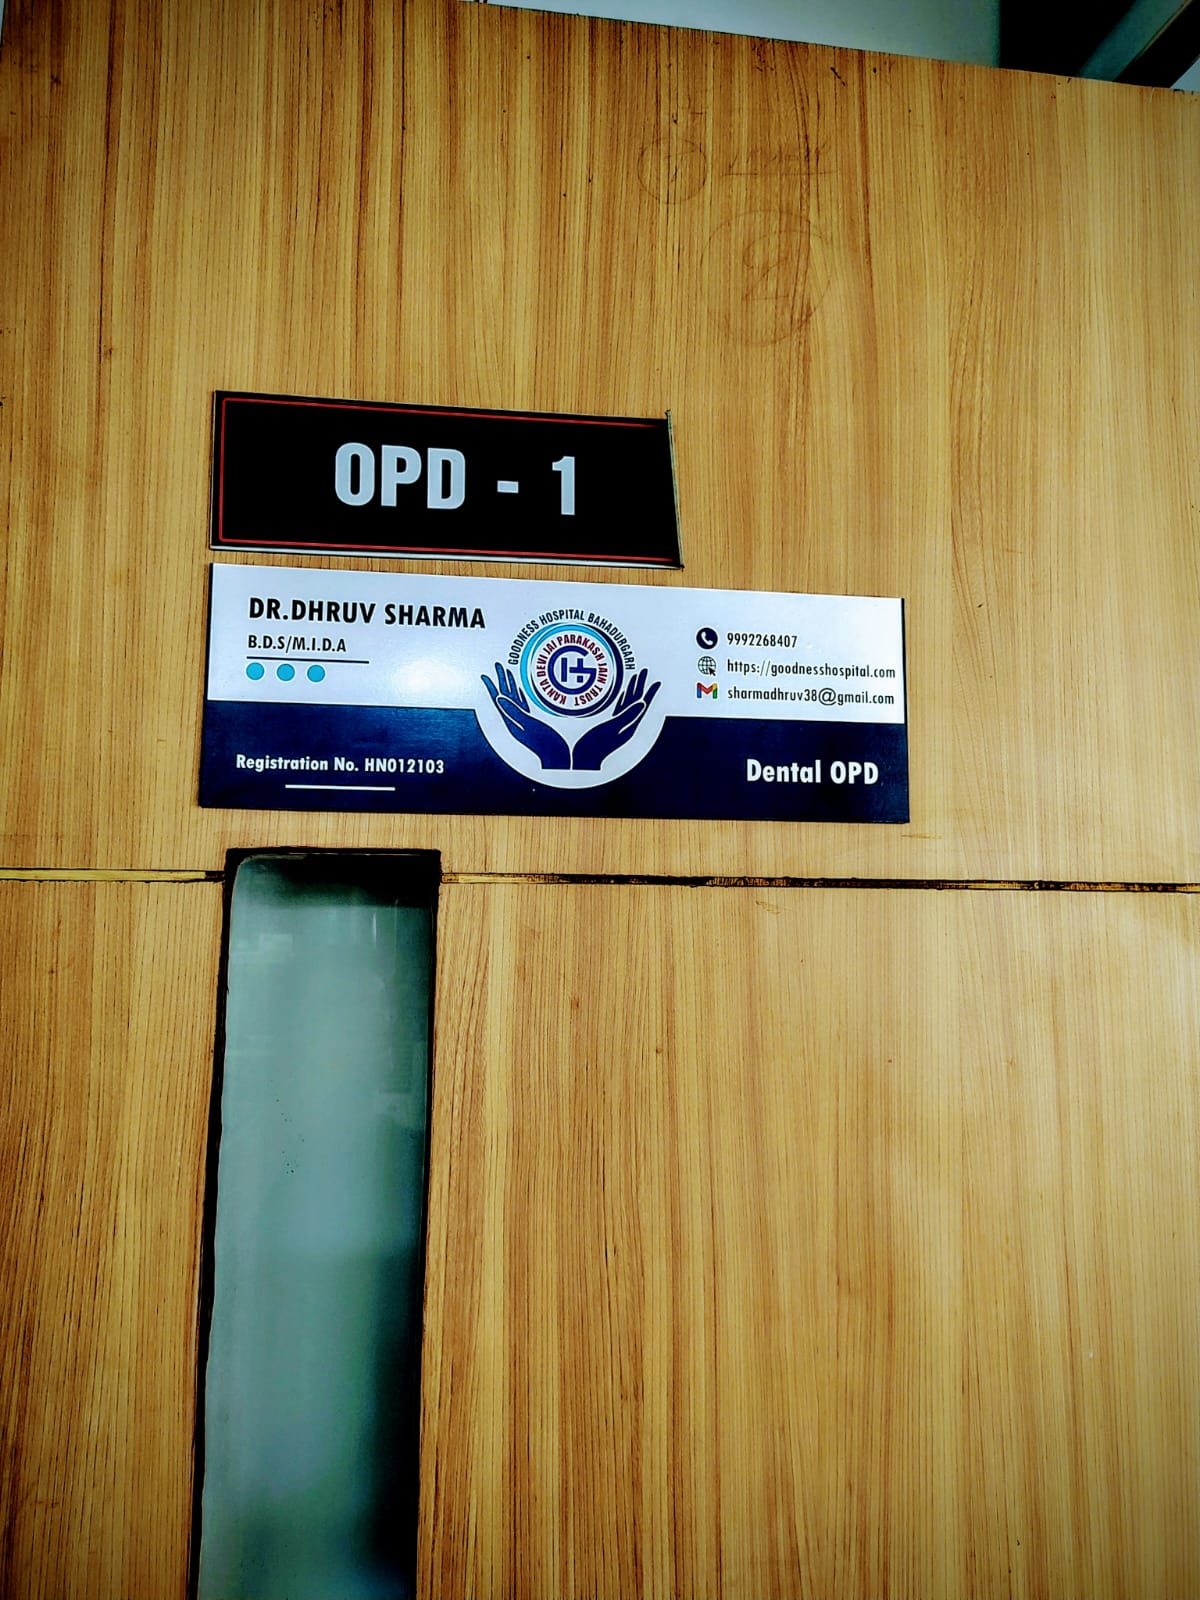 OPD - 1
DR.DHRUV SHARMA
B.D.S/M.I.D.A
GOODNESS HOSPITAL BAHADURGARH
KANTA DEVI JAI PARAKASH JAIN TRUST
GH
9992268407
https://goodnesshospital.com
sharmadhruv38@gmail.com
Registration No. HN012103
Dental OPD